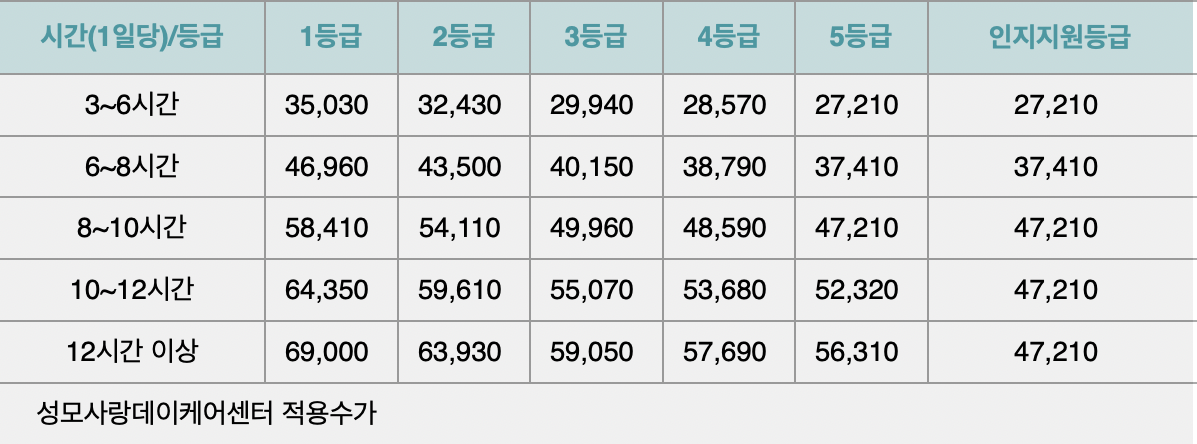 시간(1일당)/등급 1등급 2등급 3등급 4등급 5등급 인지지원등급
3~6시간 35,030 32,430 29,940 28,570 27,210 27,210
6~8시간 46,960 43,500 40,150 38,790 37,410 37,410
8~10시간 58,410 54,110 49,960 48,590 47,210 47,210
10~12시간 64,350 59,610 55,070 53,680 52,320 47,210
12시간 이상 69,000 63,930 59,050 57,690 56,310 47,210
성모사랑데이케어센터 적용수가